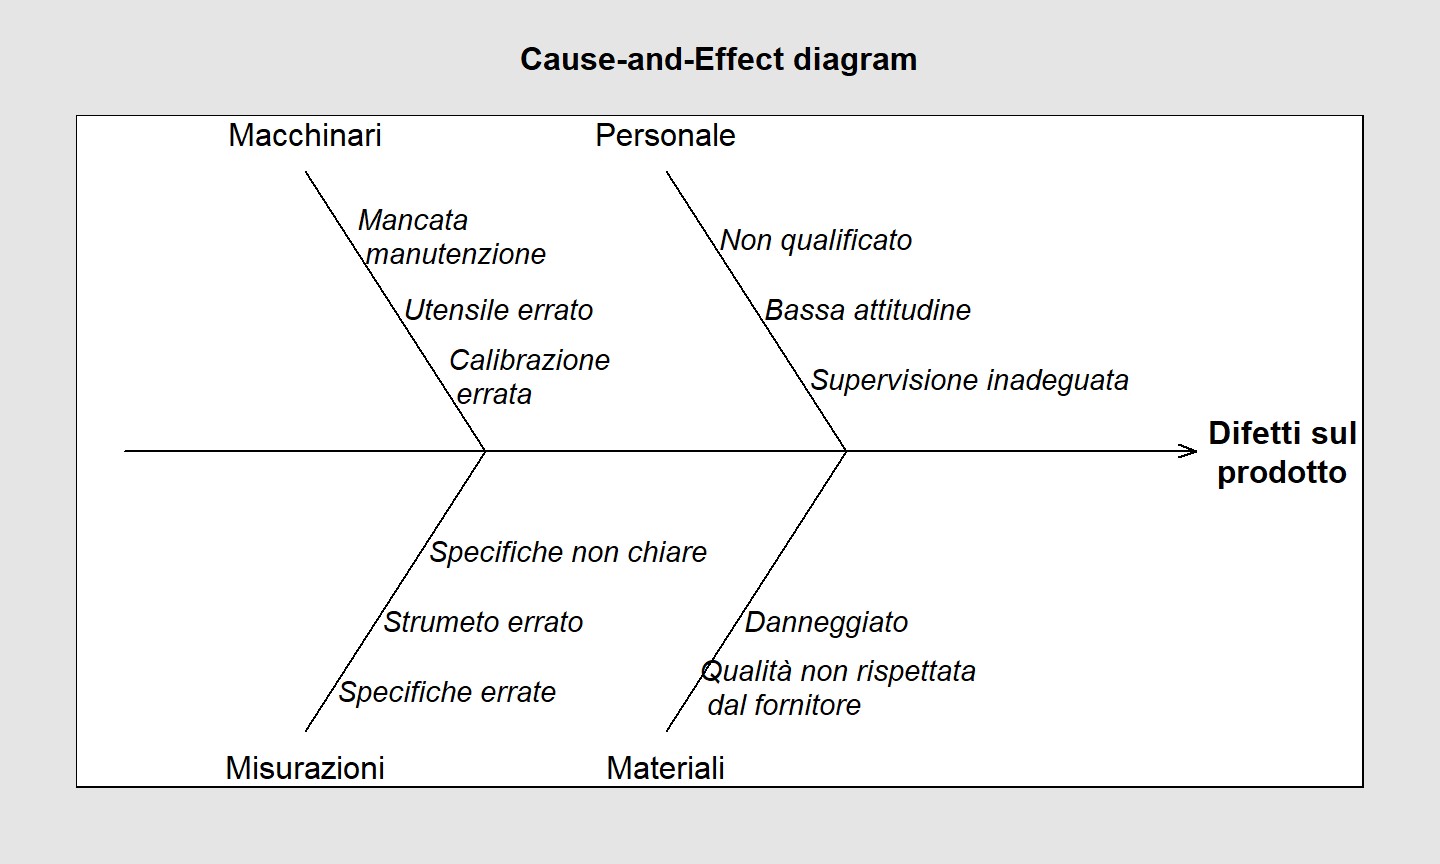 Cause-and-Effect diagram
Macchinari
Personale
Mancata
manutenzione
Utensile errato
Calibrazione
errata
Non qualificato
Bassa attitudine
Supervisione inadeguata
Difetti sul
prodotto
Specifiche non chiare
Strumeto errato
Specifiche errate
Danneggiato
Qualità non rispettata
dal fornitore
Misurazioni
Materiali